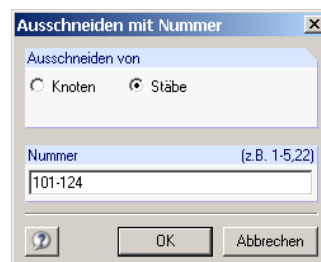 Ausschneiden mit Nummer
Ausschneiden von
Knoten Stäbe
Nummer (z.B. 1-5,22)
101-124
OK Abbrechen